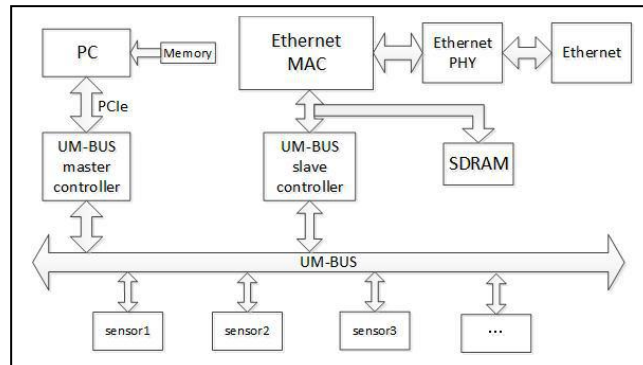 PC
Memory
Ethernet
MAC
Ethernet
PHY
Ethernet
PCIe
UM-BUS
master
controller
UM-BUS
slave
controller
SDRAM
UM-BUS
sensor1
sensor2
sensor3
...